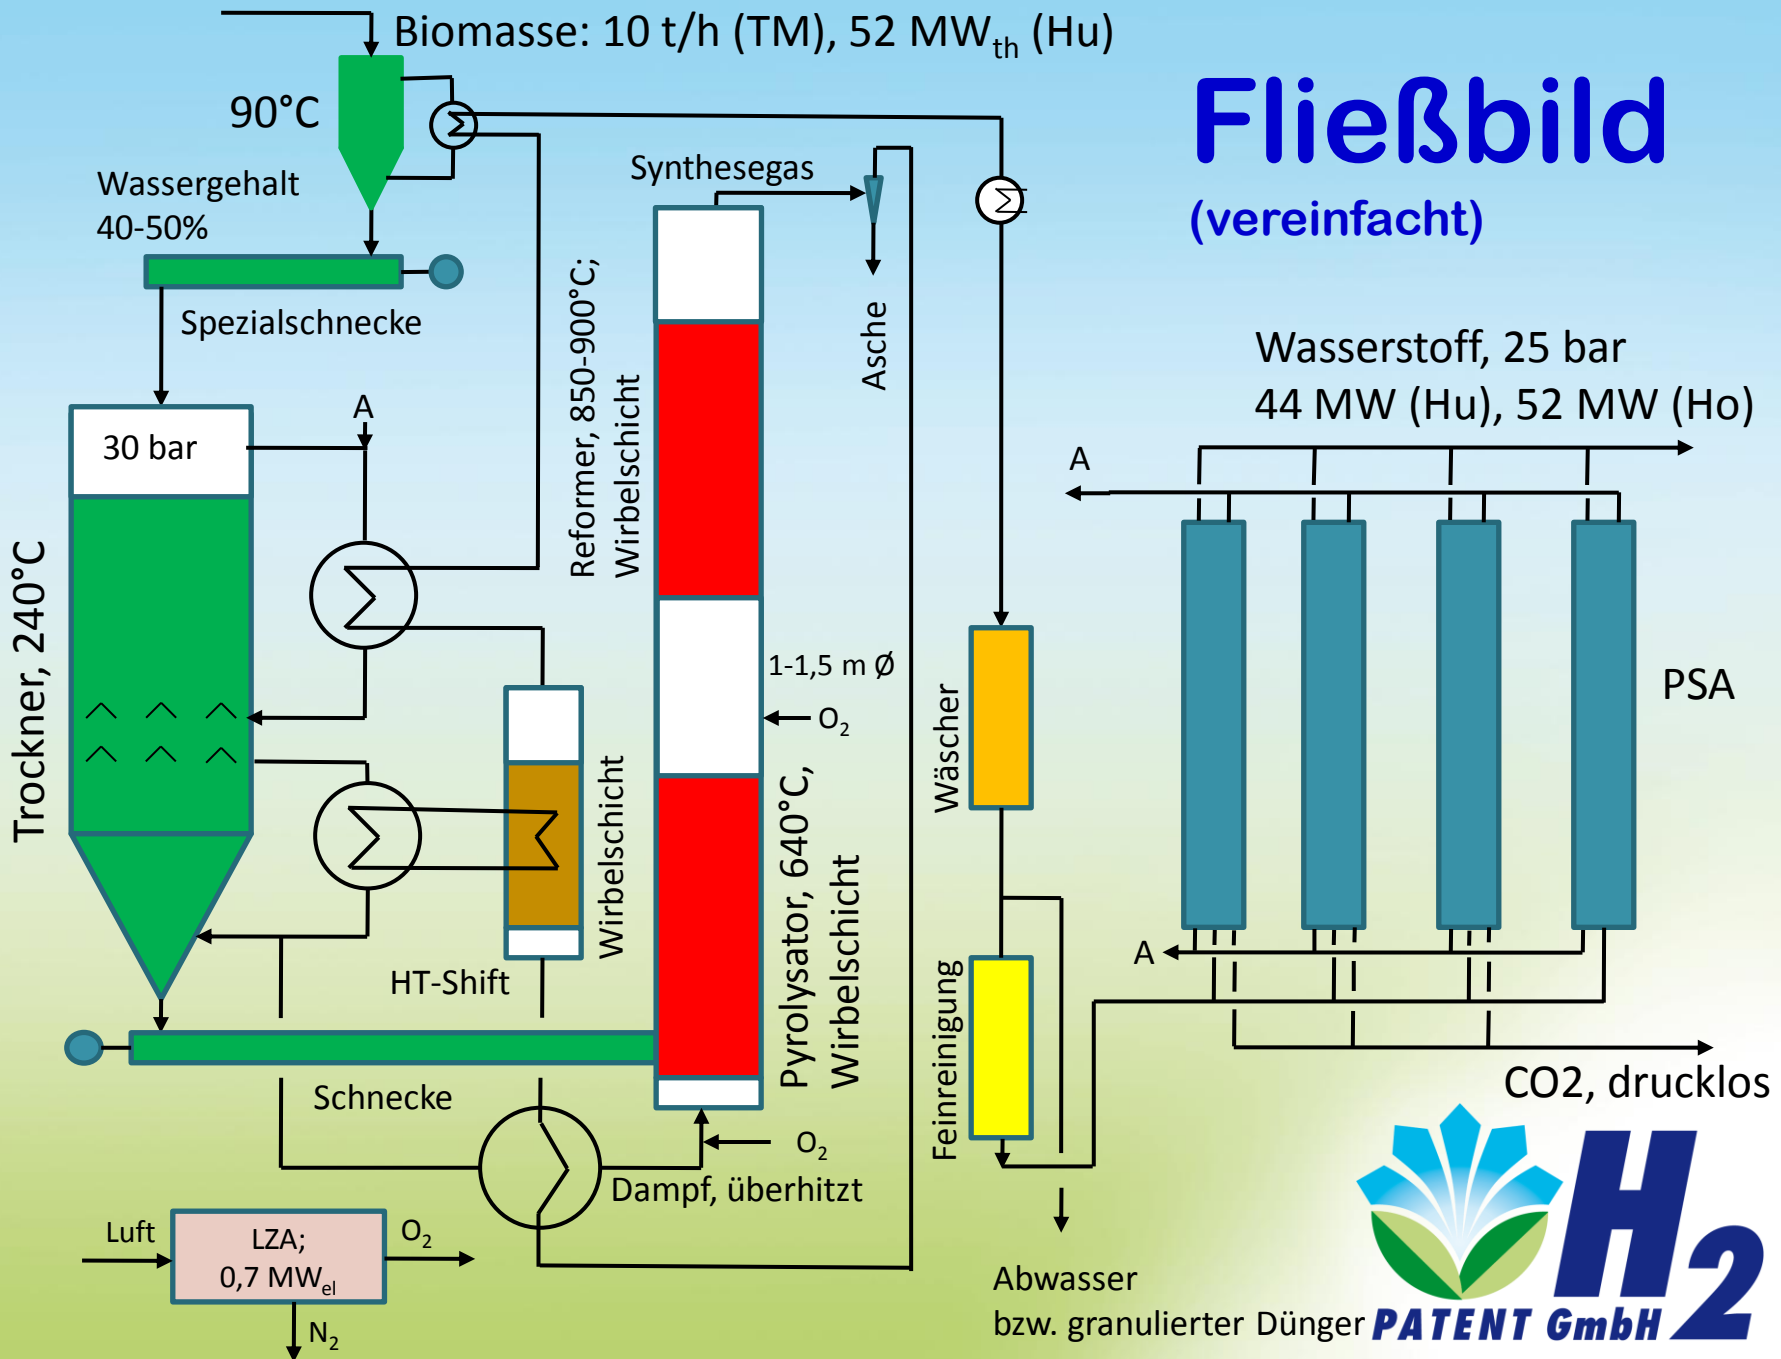 Biomasse: 10 t/h (TM), 52 MWth (Hu)
Fließbild
(vereinfacht)
90°C
Wassergehalt
40-50%
Spezialschnecke
Synthesegas
Asche
Reformer, 850-900°C;
Wirbelschicht
30 bar
A
Trockner, 240°C
1-1,5 m Ø
O2
Wirbelschicht
HT-Shift
Pyrolysator, 640°C,
Wirbelschicht
Schnecke
O2
Dampf, überhitzt
Luft
LZA;
0,7 MWel
O2
N2
Wäscher
Feinreinigung
Abwasser
bzw. granulierter Dünger
Wasserstoff, 25 bar
44 MW (Hu), 52 MW (Ho)
A
PSA
A
CO2, drucklos
H2
PATENT GmbH